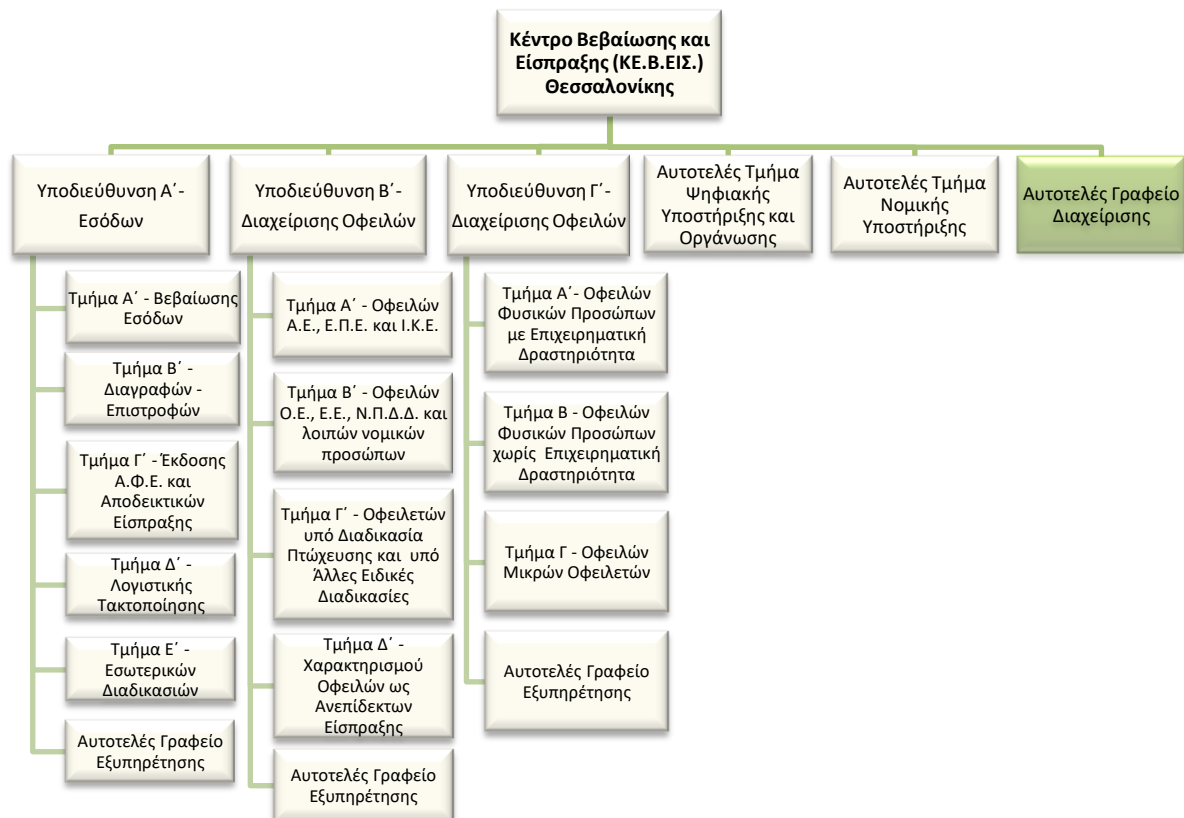 Κέντρο Βεβαίωσης και
Είσπραξης (ΚΕ.Β.ΕΙΣ.)
Θεσσαλονίκης
Υποδιεύθυνση Α΄-
Εσόδων
Υποδιεύθυνση Β΄-
Διαχείρισης Οφειλών
Υποδιεύθυνση Γ΄-
Διαχείρισης Οφειλών
Αυτοτελές Τμήμα
Ψηφιακής
Υποστήριξης και
Οργάνωσης
Αυτοτελές Τμήμα
Νομικής
Υποστήριξης
Αυτοτελές Γραφείο
Διαχείρισης
Τμήμα Α΄ - Βεβαίωσης
Εσόδων
Τμήμα Β΄ -
Διαγραφών -
Επιστροφών
Τμήμα Γ΄ - Έκδοσης
Α.Φ.Ε. και
Αποδεικτικών
Είσπραξης
Τμήμα Δ΄ -
Λογιστικής
Τακτοποίησης
Τμήμα Ε΄ -
Εσωτερικών
Διαδικασιών
Αυτοτελές Γραφείο
Εξυπηρέτησης
Τμήμα Α΄ - Οφειλών
Α.Ε., Ε.Π.Ε. και Ι.Κ.Ε.
Τμήμα Β΄ - Οφειλών
Ο.Ε., Ε.Ε., Ν.Π.Δ.Δ. και
λοιπών νομικών
προσώπων
Τμήμα Γ΄ - Οφειλετών
υπό Διαδικασία
Πτώχευσης και υπό
Άλλες Ειδικές
Διαδικασίες
Τμήμα Δ΄ -
Χαρακτηρισμού
Οφειλών ως
Ανεπίδεκτων
Είσπραξης
Αυτοτελές Γραφείο
Εξυπηρέτησης
Τμήμα Α΄- Οφειλών
Φυσικών Προσώπων
με Επιχειρηματική
Δραστηριότητα
Τμήμα Β - Οφειλών
Φυσικών Προσώπων
χωρίς Επιχειρηματική
Δραστηριότητα
Τμήμα Γ - Οφειλών
Μικρών Οφειλετών
Αυτοτελές Γραφείο
Εξυπηρέτησης